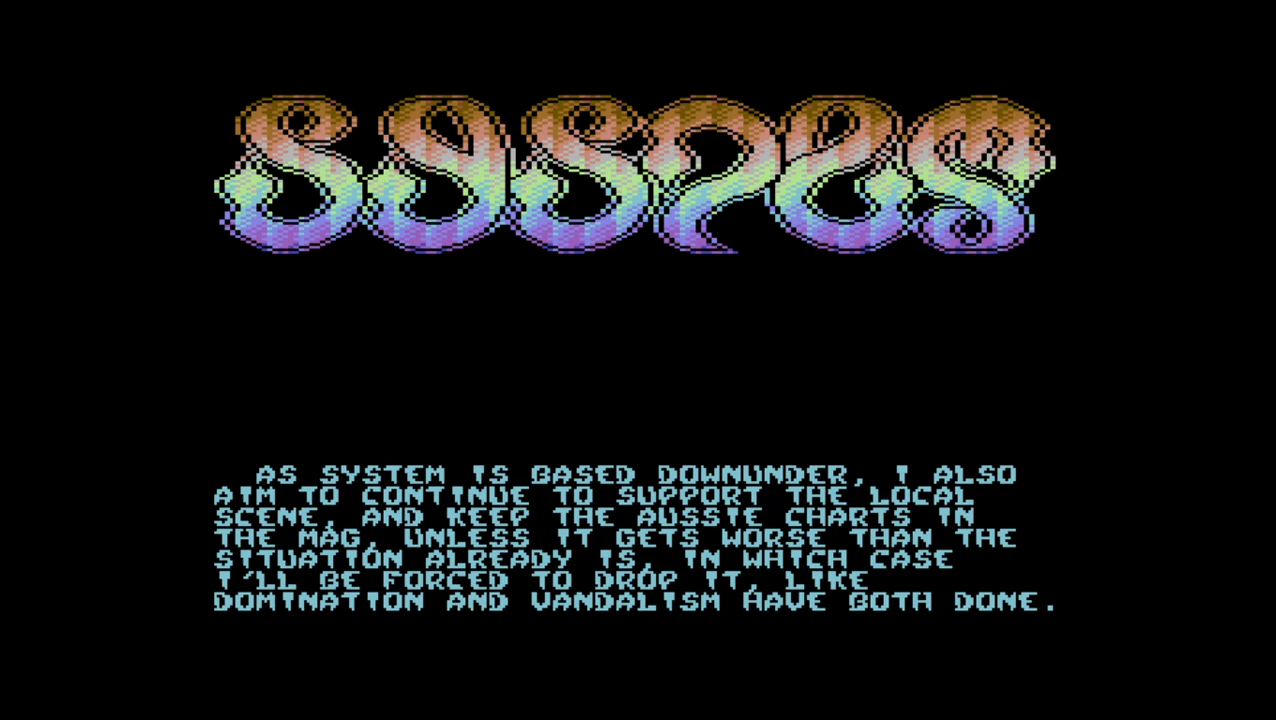 SYSTEM
AS SYSTEM IS BASED DOWNUNDER, I ALSO
AIM TO CONTINUE TO SUPPORT THE LOCAL
SCENE, AND KEEP THE AUSSIE CHARTS IN
THE MAG, UNLESS IT GETS WORSE THAN THE
SITUATION ALREADY IS, IN WHICH CASE
I'LL BE FORCED TO DROP IT, LIKE
DOMINATION AND VANDALISM HAVE BOTH DONE.